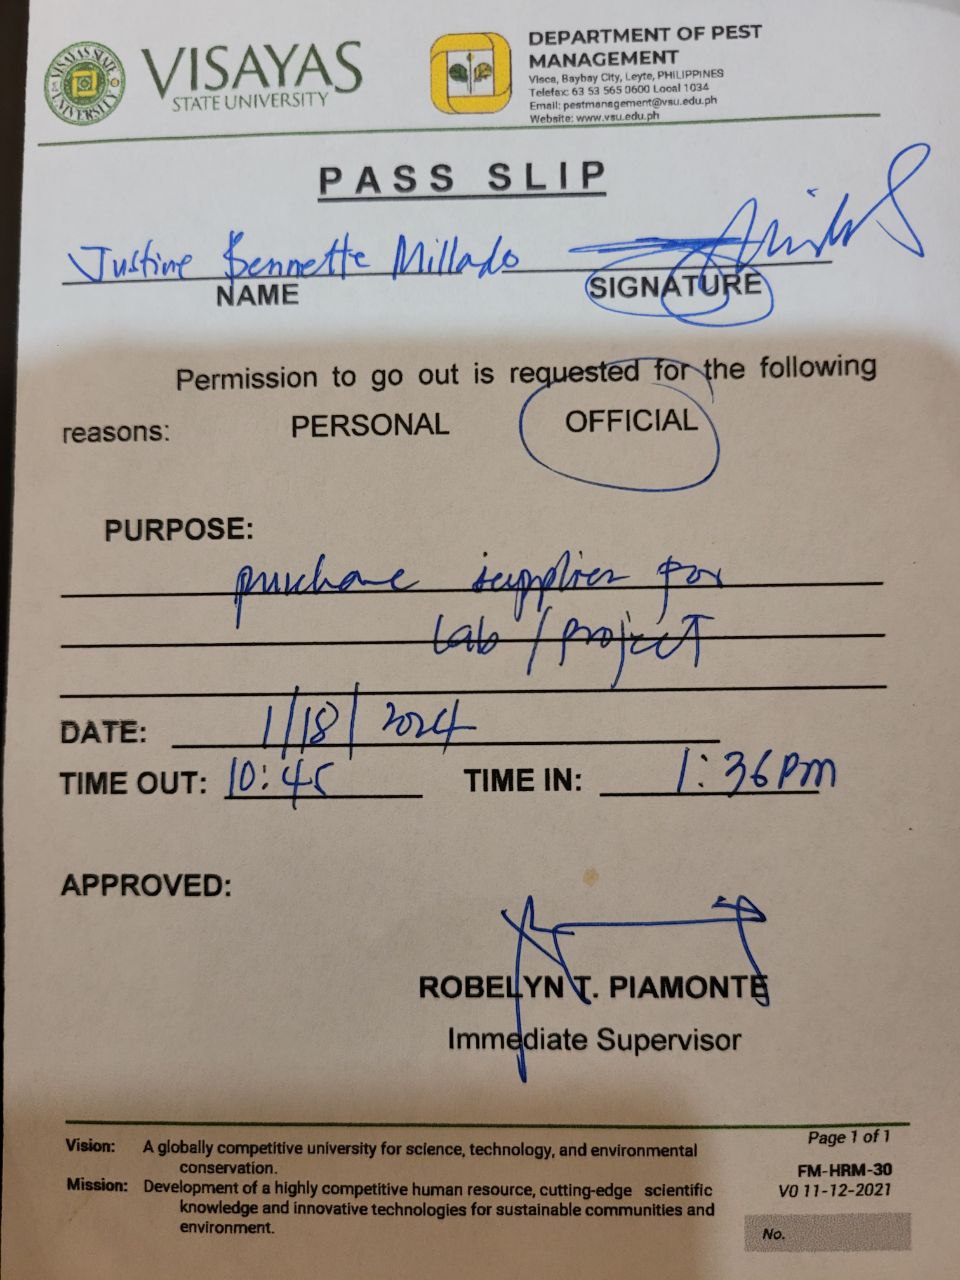 VISAYAS
STATE UNIVERSITY
DEPARTMENT OF PEST
MANAGEMENT
Visca, Baybay City, Leyte, PHILIPPINES
Telefax: 63 53 565 0600 Local 1034
Email: pestmanagement@vsu.edu.ph
Website: www.vsu.edu.ph
PASS SLIP
Justine Bennette Millado
NAME SIGNATURE
Permission to go out is requested for the following
reasons: PERSONAL OFFICIAL
PURPOSE:
purchase supplies for
lab / project
DATE: 1/18/2024
TIME OUT: 10:45 TIME IN: 1:36 PM
APPROVED:
ROBELYN T. PIAMONTE
Immediate Supervisor
Vision: A globally competitive university for science, technology, and environmental
conservation.
Mission: Development of a highly competitive human resource, cutting-edge scientific
knowledge and innovative technologies for sustainable communities and
environment.
Page 1 of 1
FM-HRM-30
V0 11-12-2021
No.